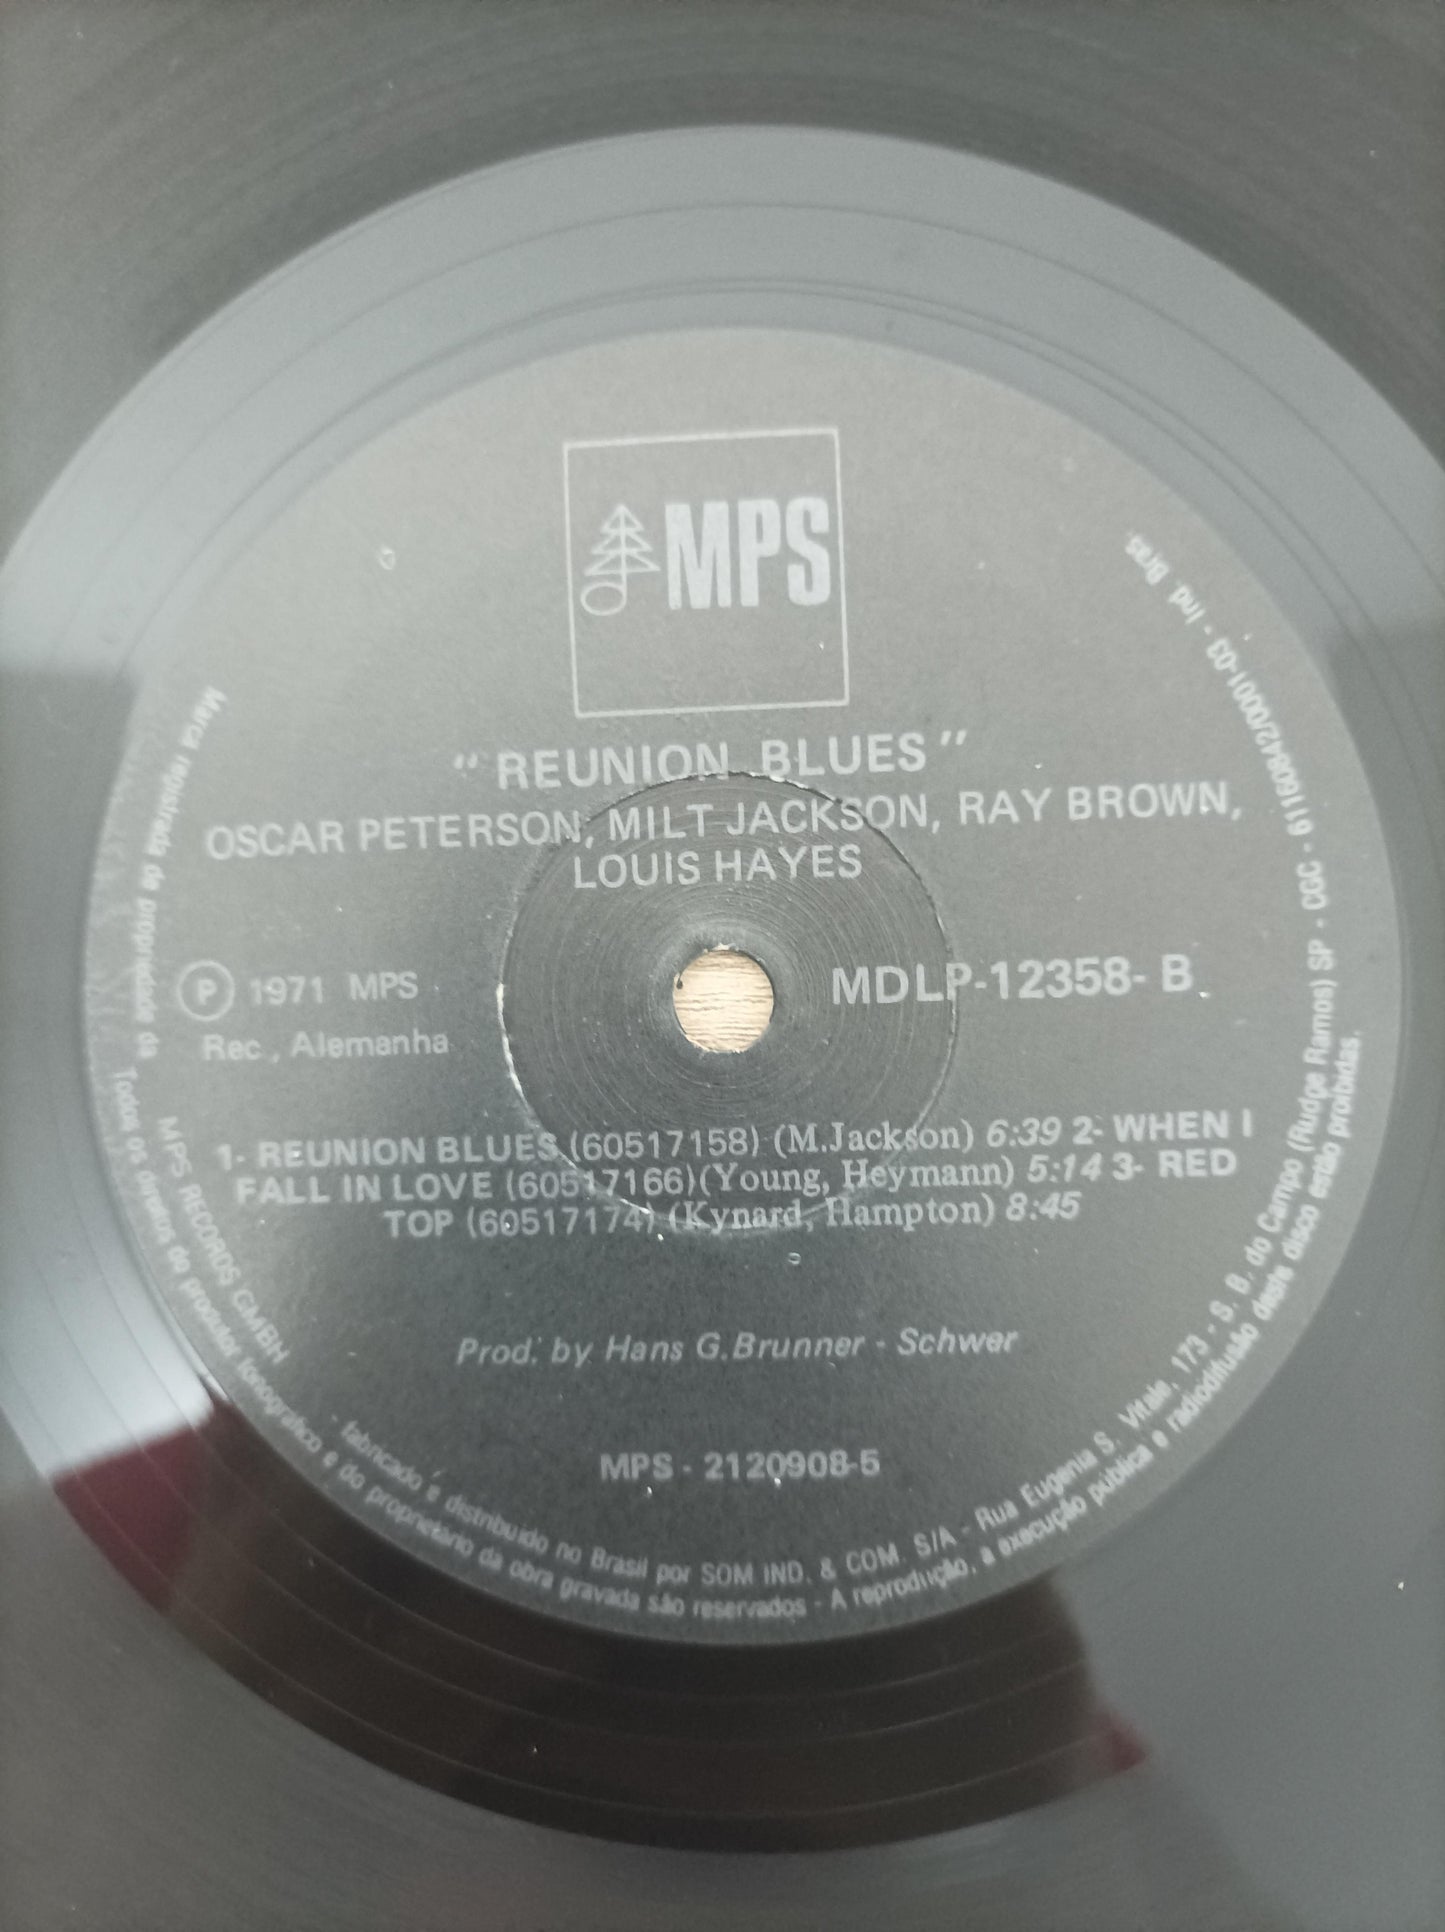 MPS
" REUNION BLUES "
OSCAR PETERSON, MILT JACKSON, RAY BROWN,
LOUIS HAYES
P 1971 MPS
Rec., Alemanha
MDLP-12358- B
1- REUNION BLUES (60517158) (M.Jackson) 6:39 2- WHEN I
FALL IN LOVE (60517166)(Young, Heymann) 5:14 3- RED
TOP (60517174) (Kynard, Hampton) 8:45
Prod. by Hans G.Brunner - Schwer
MPS - 2120908-5
Marca registrada de propriedade da MPS RECORDS GMBH - fabricado e distribuido no Brasil por SOM IND. & COM. S/A - Rua Eugenia S. Vitale, 173 - S. B. do Campo (Rudge Ramos) SP - CGC - 61160842/0001-03 - Ind. Bras.
Todos os direitos do produtor fonográfico e do proprietário da obra gravada são reservados - A reprodução, a execução pública e radiodifusão deste disco estão proibidas.